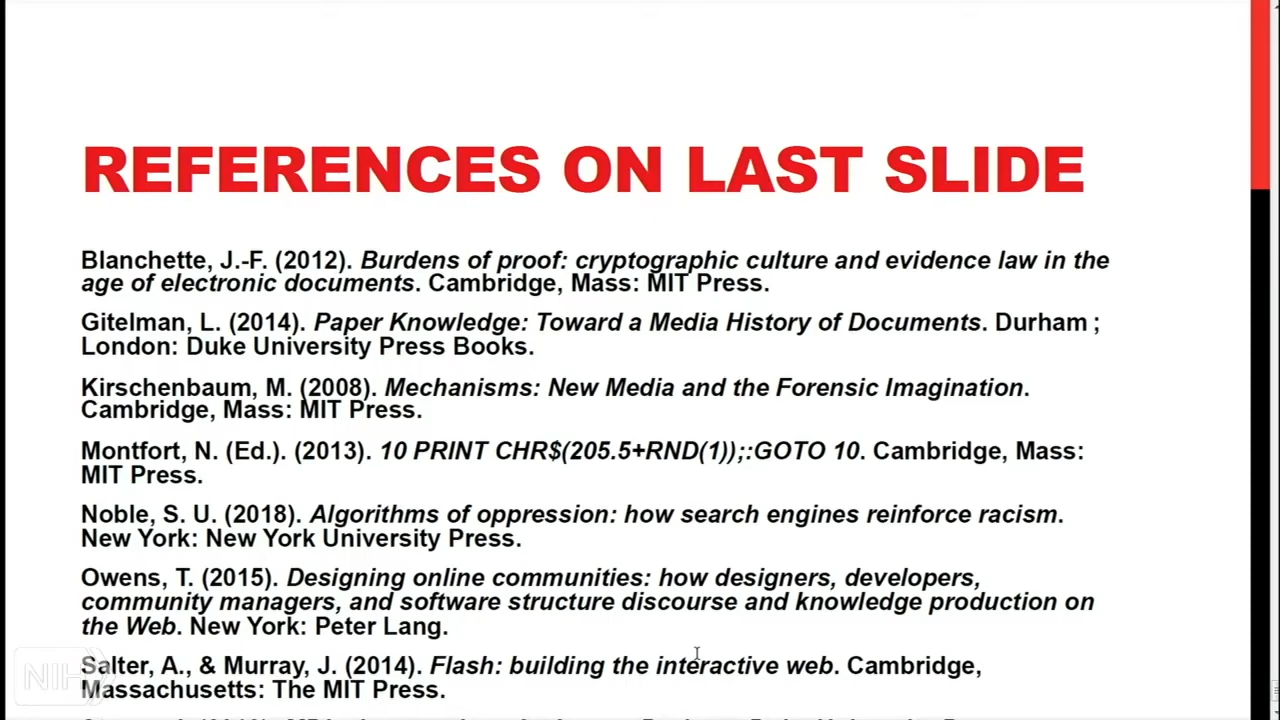 REFERENCES ON LAST SLIDE
Blanchette, J.-F. (2012). Burdens of proof: cryptographic culture and evidence law in the
age of electronic documents. Cambridge, Mass: MIT Press.
Gitelman, L. (2014). Paper Knowledge: Toward a Media History of Documents. Durham ;
London: Duke University Press Books.
Kirschenbaum, M. (2008). Mechanisms: New Media and the Forensic Imagination.
Cambridge, Mass: MIT Press.
Montfort, N. (Ed.). (2013). 10 PRINT CHR$(205.5+RND(1));:GOTO 10. Cambridge, Mass:
MIT Press.
Noble, S. U. (2018). Algorithms of oppression: how search engines reinforce racism.
New York: New York University Press.
Owens, T. (2015). Designing online communities: how designers, developers,
community managers, and software structure discourse and knowledge production on
the Web. New York: Peter Lang.
Salter, A., & Murray, J. (2014). Flash: building the interactive web. Cambridge,
Massachusetts: The MIT Press.
NIH